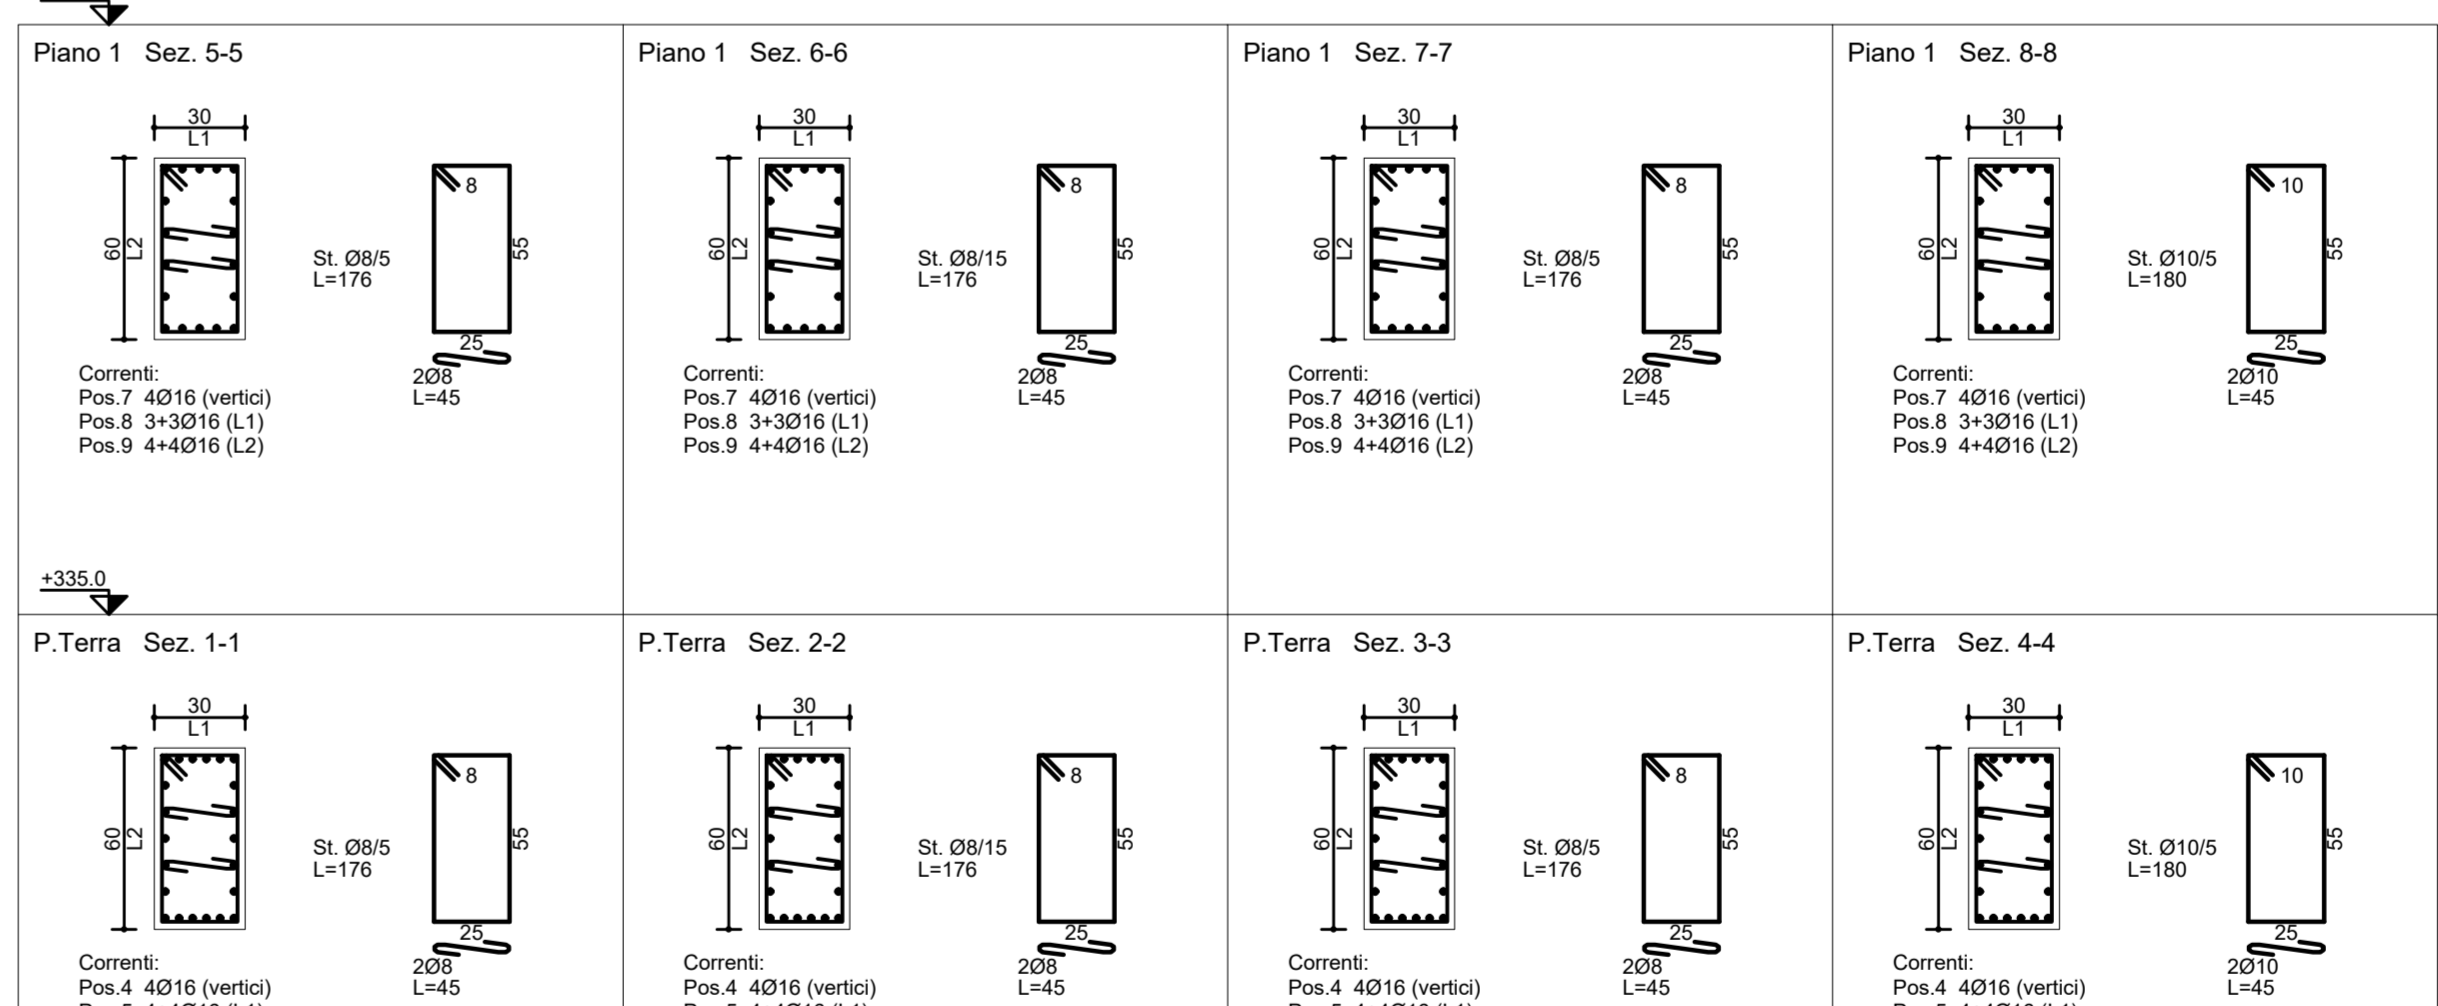 Piano 1 Sez. 5-5
30
L1
60
L2
St. Ø8/5
L=176
8
55
25
2Ø8
L=45
Correnti:
Pos.7 4Ø16 (vertici)
Pos.8 3+3Ø16 (L1)
Pos.9 4+4Ø16 (L2)
Piano 1 Sez. 6-6
30
L1
60
L2
St. Ø8/15
L=176
8
55
25
2Ø8
L=45
Correnti:
Pos.7 4Ø16 (vertici)
Pos.8 3+3Ø16 (L1)
Pos.9 4+4Ø16 (L2)
Piano 1 Sez. 7-7
30
L1
60
L2
St. Ø8/5
L=176
8
55
25
2Ø8
L=45
Correnti:
Pos.7 4Ø16 (vertici)
Pos.8 3+3Ø16 (L1)
Pos.9 4+4Ø16 (L2)
Piano 1 Sez. 8-8
30
L1
60
L2
St. Ø10/5
L=180
10
55
25
2Ø10
L=45
Correnti:
Pos.7 4Ø16 (vertici)
Pos.8 3+3Ø16 (L1)
Pos.9 4+4Ø16 (L2)
+335.0
P.Terra Sez. 1-1
30
L1
60
L2
St. Ø8/5
L=176
8
55
25
2Ø8
L=45
Correnti:
Pos.4 4Ø16 (vertici)
P.Terra Sez. 2-2
30
L1
60
L2
St. Ø8/15
L=176
8
55
25
2Ø8
L=45
Correnti:
Pos.4 4Ø16 (vertici)
P.Terra Sez. 3-3
30
L1
60
L2
St. Ø8/5
L=176
8
55
25
2Ø8
L=45
Correnti:
Pos.4 4Ø16 (vertici)
P.Terra Sez. 4-4
30
L1
60
L2
St. Ø10/5
L=180
10
55
25
2Ø10
L=45
Correnti:
Pos.4 4Ø16 (vertici)